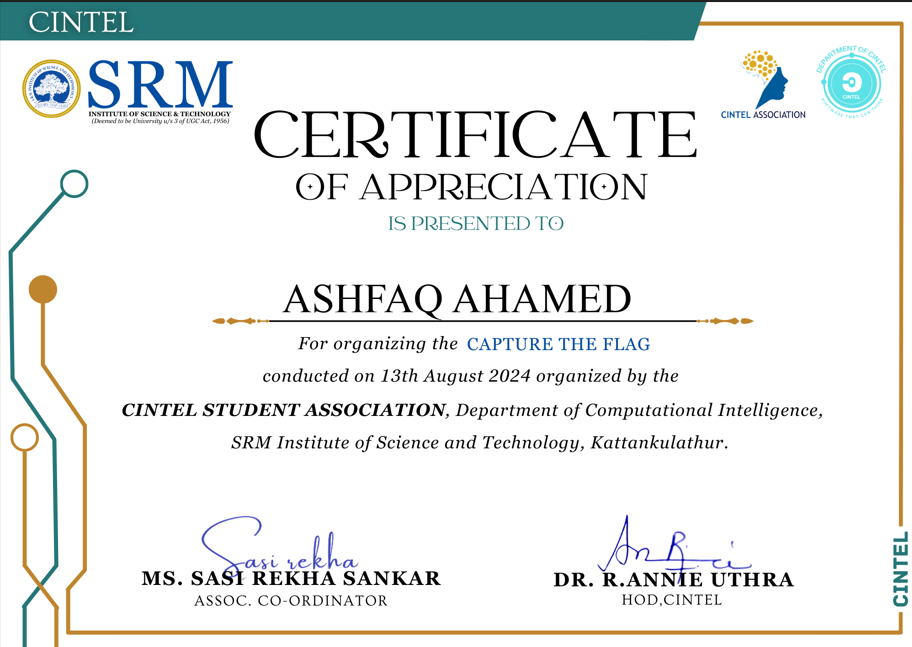 CINTEL
SRM
INSTITUTE OF SCIENCE & TECHNOLOGY
(Deemed to be University u/s 3 of UGC Act, 1956)
CINTEL ASSOCIATION
DEPARTMENT OF CINTEL
CINTEL
CERTIFICATE
OF APPRECIATION
IS PRESENTED TO
ASHFAQ AHAMED
For organizing the CAPTURE THE FLAG
conducted on 13th August 2024 organized by the
CINTEL STUDENT ASSOCIATION, Department of Computational Intelligence,
SRM Institute of Science and Technology, Kattankulathur.
Sasi rekha
MS. SASI REKHA SANKAR
ASSOC. CO-ORDINATOR
DR. R.ANNIE UTHRA
HOD,CINTEL
CINTEL